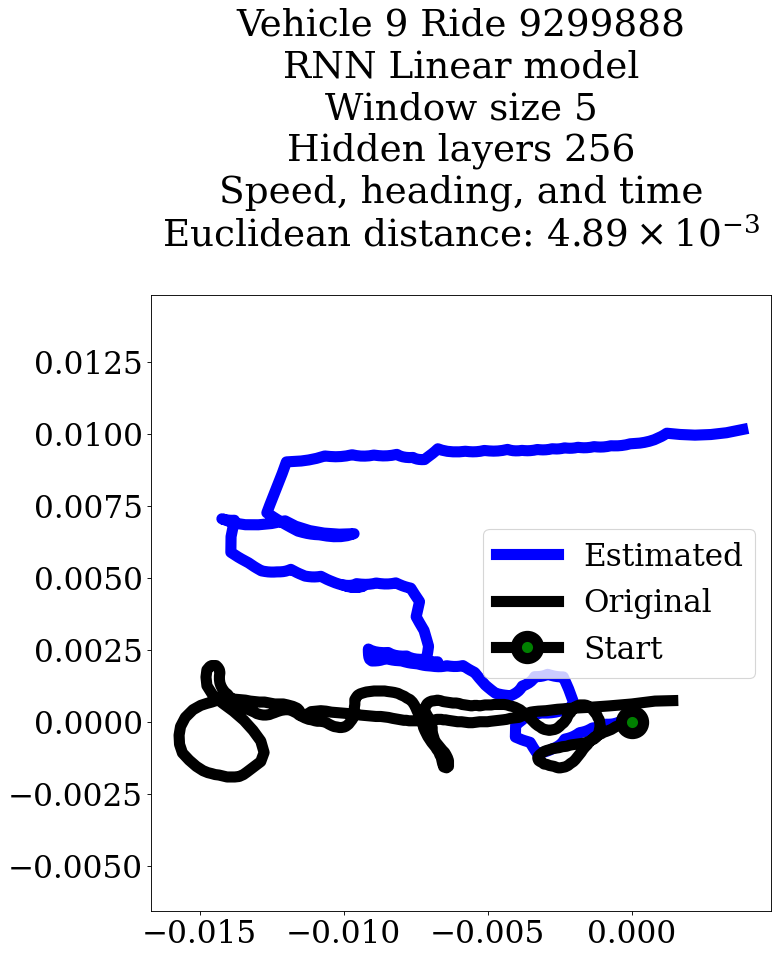 Vehicle 9 Ride 9299888
RNN Linear model
Window size 5
Hidden layers 256
Speed, heading, and time
Euclidean distance: 4.89 × 10⁻³
0.0125
0.0100
0.0075
0.0050
0.0025
0.0000
−0.0025
−0.0050
Estimated
Original
Start
−0.015 −0.010 −0.005 0.000